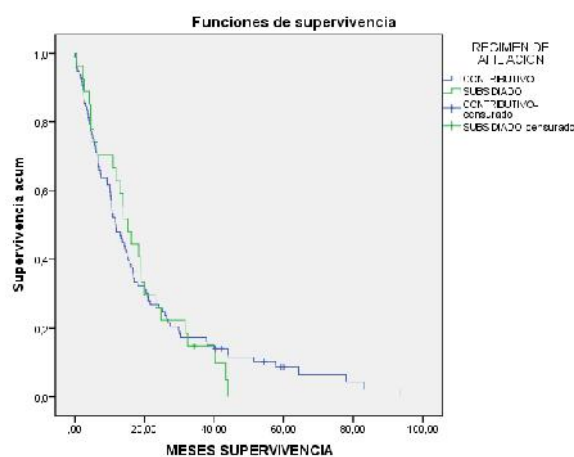 Funciones de supervivencia
REGIMEN DE
AFILIACION
CONTRIBUTIVO
SUBSIDIADO
CONTRIBUTIVO-
censurado
SUBSIDIADO censurado
Supervivencia acum
1,0
0,8
0,6
0,4
0,2
0,0
,00
20,00
40,00
60,00
80,00
100,00
MESES SUPERVIVENCIA